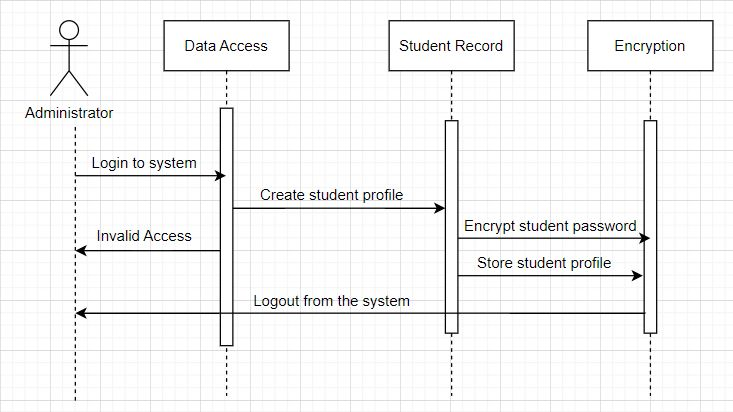 Data Access
Student Record
Encryption
Administrator
Login to system
Create student profile
Encrypt student password
Invalid Access
Store student profile
Logout from the system